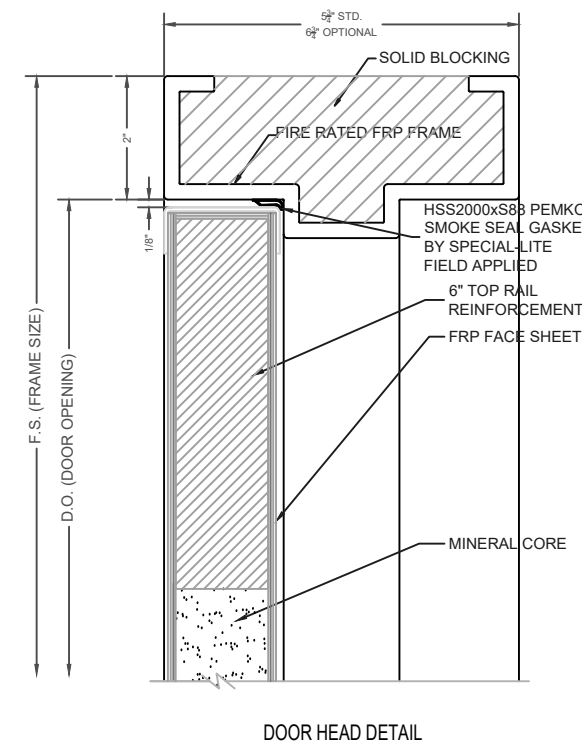 5¾" STD.
6¾" OPTIONAL
SOLID BLOCKING
2"
FIRE RATED FRP FRAME
HSS2000xS88 PEMKO
SMOKE SEAL GASKE
BY SPECIAL-LITE
FIELD APPLIED
1/8"
6" TOP RAIL
REINFORCEMENT
FRP FACE SHEET
F.S. (FRAME SIZE)
D.O. (DOOR OPENING)
MINERAL CORE
DOOR HEAD DETAIL